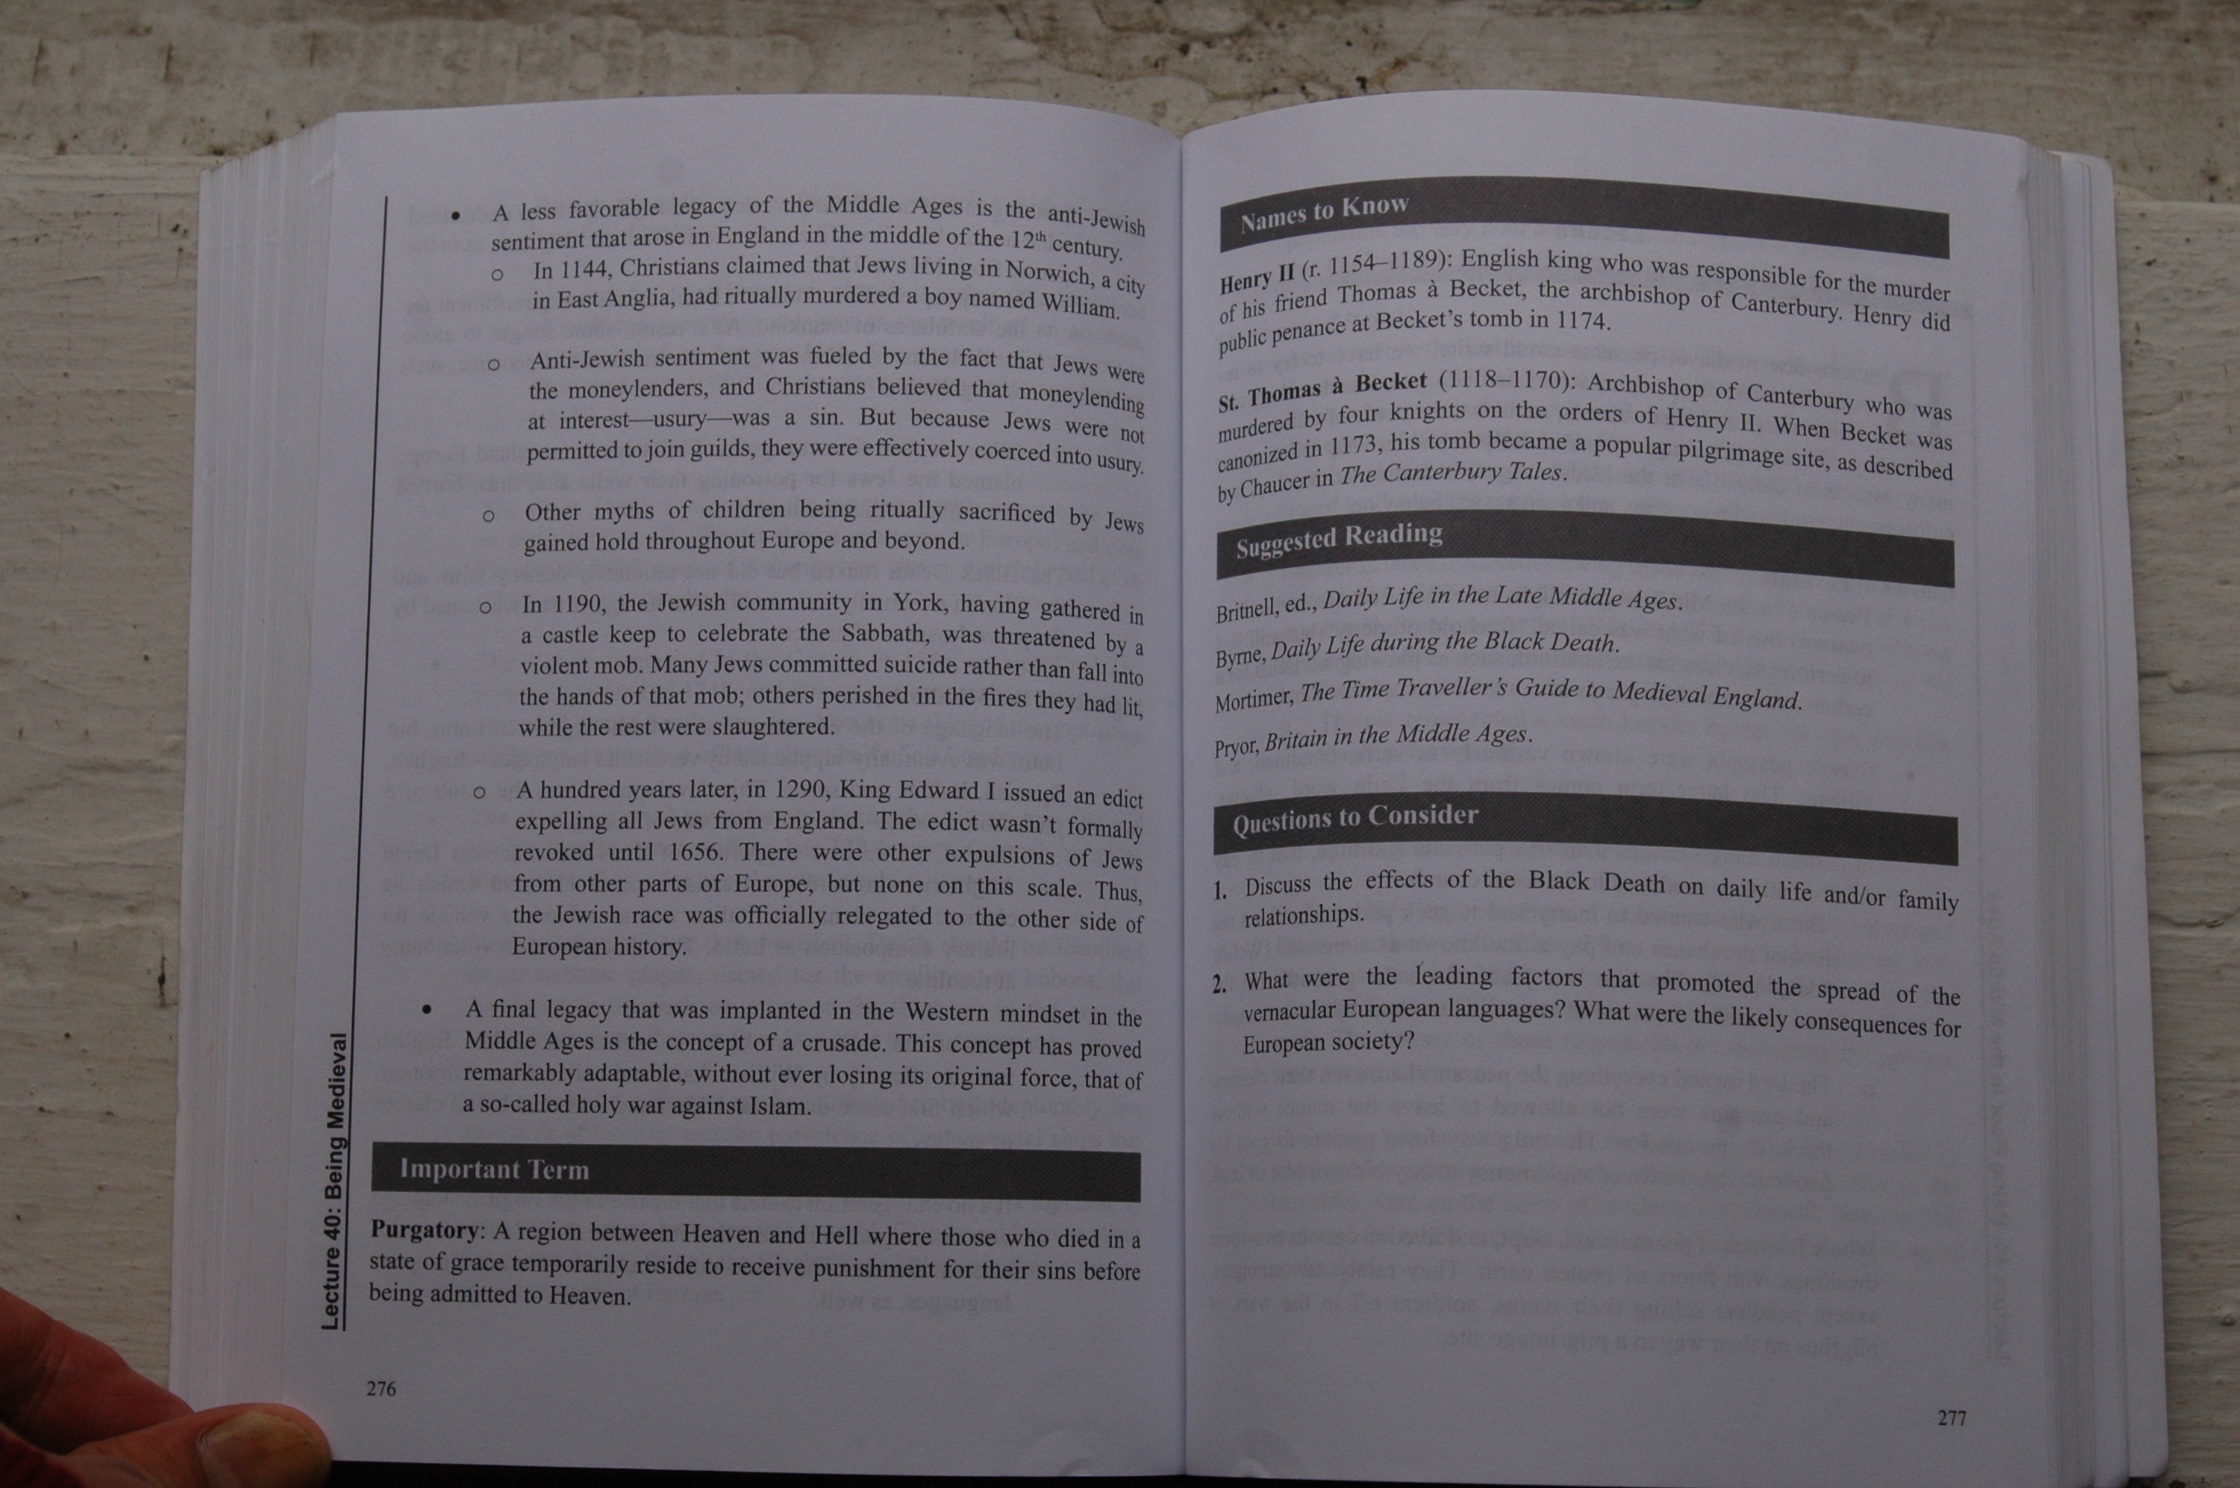 • A less favorable legacy of the Middle Ages is the anti-Jewish
sentiment that arose in England in the middle of the 12th century.
o In 1144, Christians claimed that Jews living in Norwich, a city
in East Anglia, had ritually murdered a boy named William.
o Anti-Jewish sentiment was fueled by the fact that Jews were
the moneylenders, and Christians believed that moneylending
at interest—usury—was a sin. But because Jews were not
permitted to join guilds, they were effectively coerced into usury.
o Other myths of children being ritually sacrificed by Jews
gained hold throughout Europe and beyond.
o In 1190, the Jewish community in York, having gathered in
a castle keep to celebrate the Sabbath, was threatened by a
violent mob. Many Jews committed suicide rather than fall into
the hands of that mob; others perished in the fires they had lit,
while the rest were slaughtered.
o A hundred years later, in 1290, King Edward I issued an edict
expelling all Jews from England. The edict wasn't formally
revoked until 1656. There were other expulsions of Jews
from other parts of Europe, but none on this scale. Thus,
the Jewish race was officially relegated to the other side of
European history.
• A final legacy that was implanted in the Western mindset in the
Middle Ages is the concept of a crusade. This concept has proved
remarkably adaptable, without ever losing its original force, that of
a so-called holy war against Islam.
Important Term
Purgatory: A region between Heaven and Hell where those who died in a
state of grace temporarily reside to receive punishment for their sins before
being admitted to Heaven.
Lecture 40: Being Medieval
276
Names to Know
Henry II (r. 1154–1189): English king who was responsible for the murder
of his friend Thomas à Becket, the archbishop of Canterbury. Henry did
public penance at Becket's tomb in 1174.
St. Thomas à Becket (1118–1170): Archbishop of Canterbury who was
murdered by four knights on the orders of Henry II. When Becket was
canonized in 1173, his tomb became a popular pilgrimage site, as described
by Chaucer in The Canterbury Tales.
Suggested Reading
Britnell, ed., Daily Life in the Late Middle Ages.
Byrne, Daily Life during the Black Death.
Mortimer, The Time Traveller's Guide to Medieval England.
Pryor, Britain in the Middle Ages.
Questions to Consider
1. Discuss the effects of the Black Death on daily life and/or family
relationships.
2. What were the leading factors that promoted the spread of the
vernacular European languages? What were the likely consequences for
European society?
277